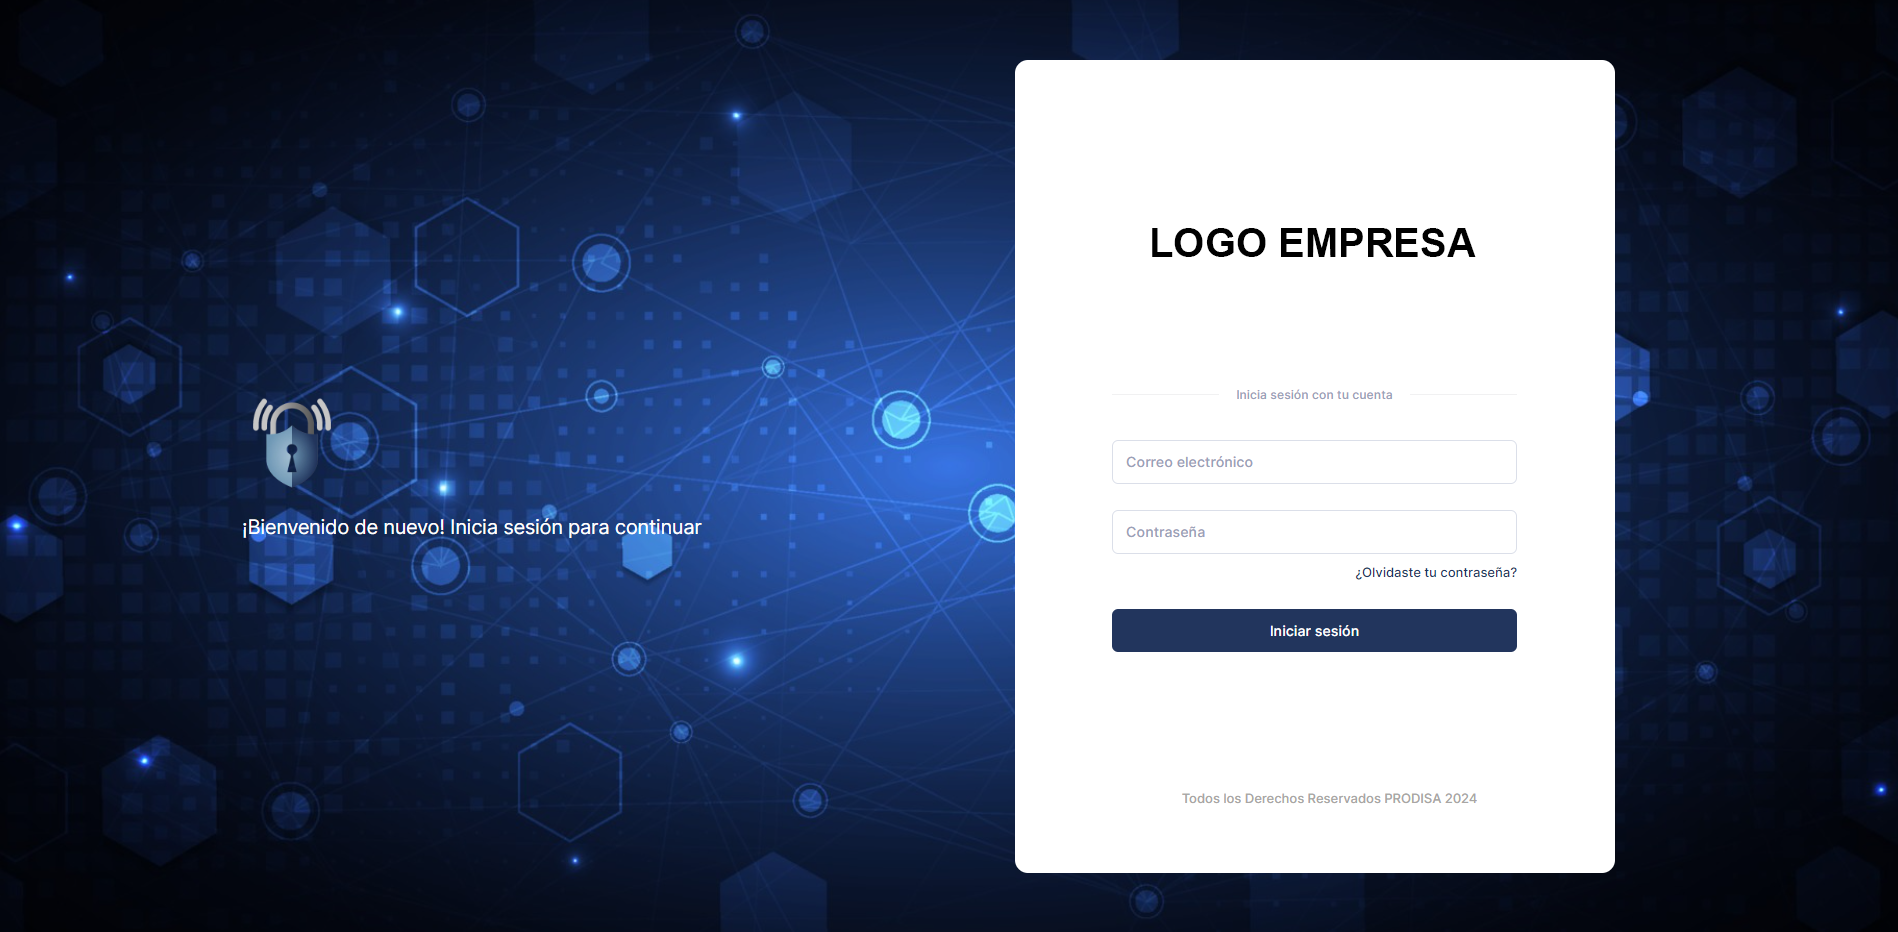 ¡Bienvenido de nuevo! Inicia sesión para continuar
LOGO EMPRESA
Inicia sesión con tu cuenta
Correo electrónico
Contraseña
¿Olvidaste tu contraseña?
Iniciar sesión
Todos los Derechos Reservados PRODISA 2024